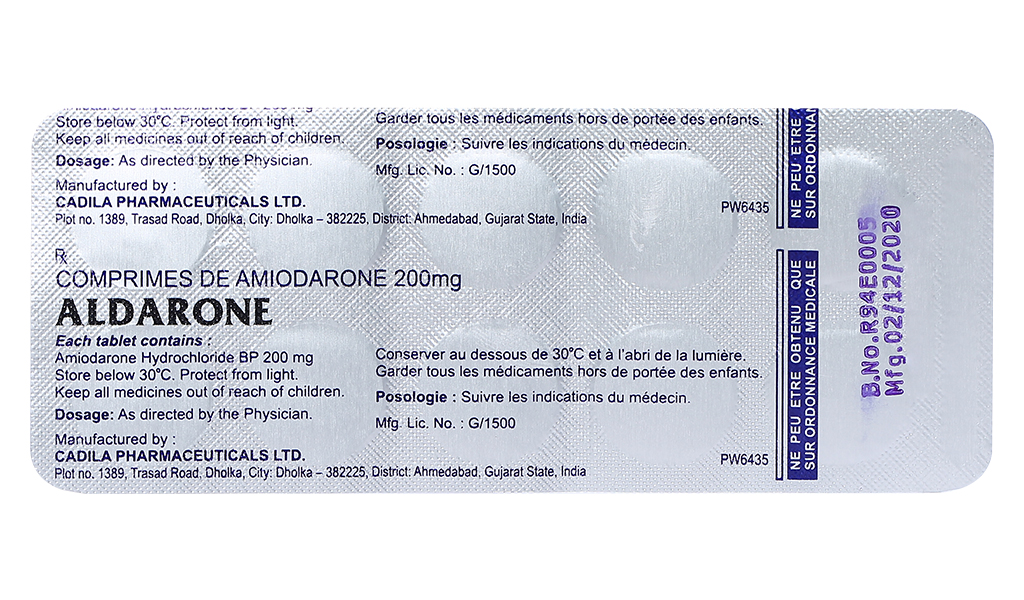 Store below 30°C. Protect from light.
Keep all medicines out of reach of children.
Dosage: As directed by the Physician.
Manufactured by :
CADILA PHARMACEUTICALS LTD.
Plot no. 1389, Trasad Road, Dholka, City: Dholka – 382225, District: Ahmedabad, Gujarat State, India
Garder tous les médicaments hors de portée des enfants.
Posologie : Suivre les indications du médecin.
Mfg. Lic. No. : G/1500
PW6435
NE PEU ETRE
SUR ORDONNAN
Rx
COMPRIMES DE AMIODARONE 200mg
ALDARONE
Each tablet contains :
Amiodarone Hydrochloride BP 200 mg
Store below 30°C. Protect from light.
Keep all medicines out of reach of children.
Dosage: As directed by the Physician.
Manufactured by :
CADILA PHARMACEUTICALS LTD.
Plot no. 1389, Trasad Road, Dholka, City: Dholka – 382225, District: Ahmedabad, Gujarat State, India
Conserver au dessous de 30°C et à l'abri de la lumière.
Garder tous les médicaments hors de portée des enfants.
Posologie : Suivre les indications du médecin.
Mfg. Lic. No. : G/1500
PW6435
NE PEU ETRE OBTENU QUE
SUR ORDONNANCE MEDICALE
B.No.R94E0005
Mfg.02/12/2020